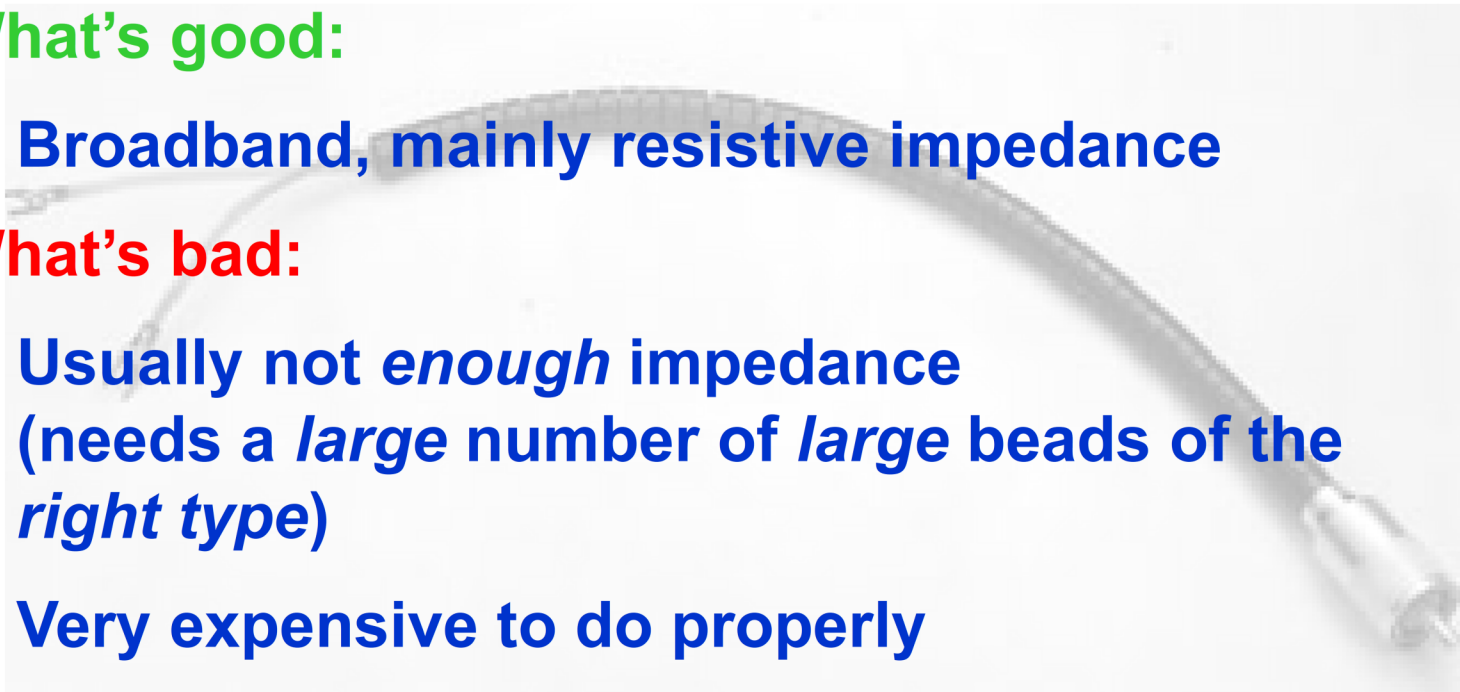 hat's good:
Broadband, mainly resistive impedance
hat's bad:
Usually not enough impedance
(needs a large number of large beads of the
right type)
Very expensive to do properly